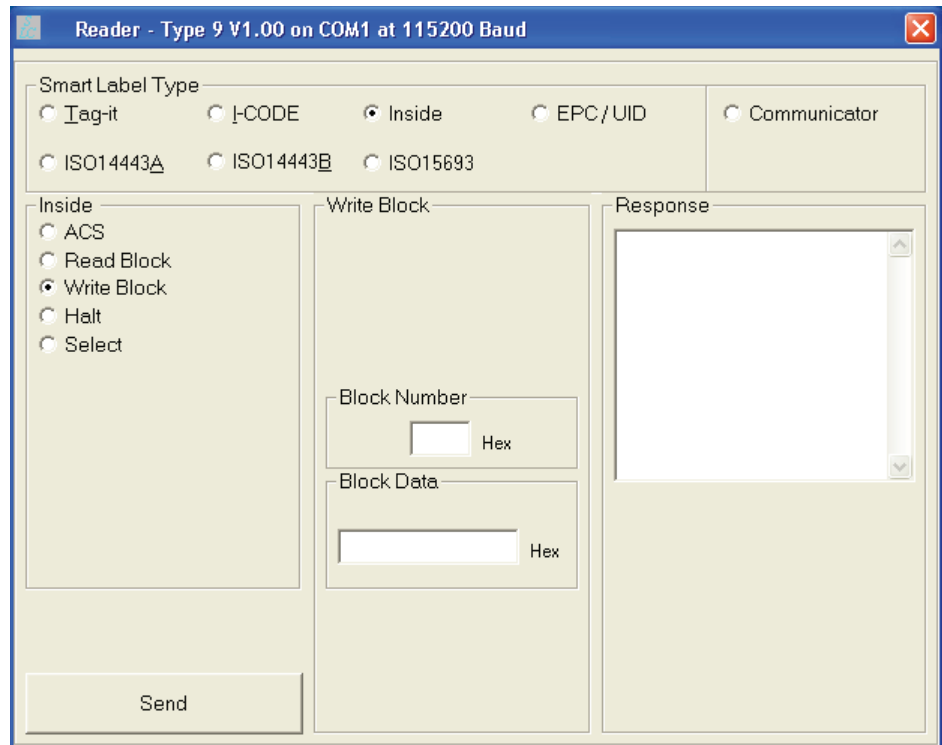 Reader - Type 9 V1.00 on COM1 at 115200 Baud
Smart Label Type
Tag-it I-CODE Inside EPC / UID Communicator
ISO14443A ISO14443B ISO15693
Inside
ACS
Read Block
Write Block
Halt
Select
Send
Write Block
Block Number
Hex
Block Data
Hex
Response